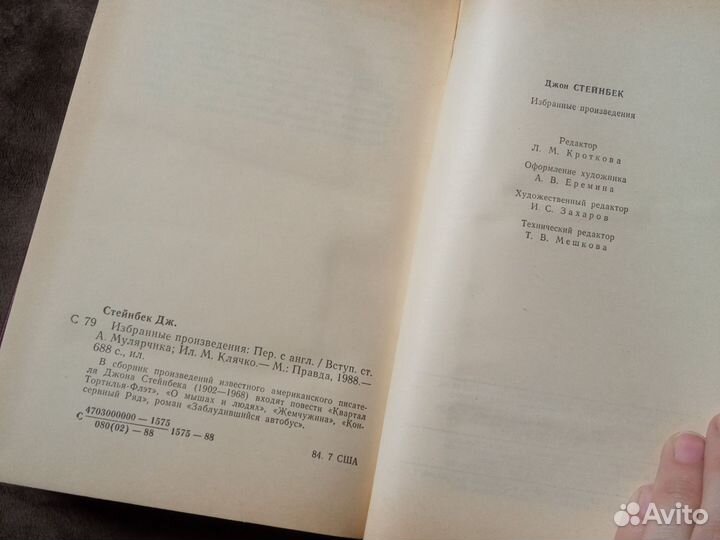 Стейнбек Дж.
С 79 Избранные произведения: Пер. с англ. / Вступ. ст.
А. Мулярчика; Ил. М. Клячко.— М.: Правда, 1988.—
688 с., ил.
В сборник произведений известного американского писате-
ля Джона Стейнбека (1902—1968) входят повести «Квартал
Тортилья-Флэт», «О мышах и людях», «Жемчужина», «Кон-
сервный Ряд», роман «Заблудившийся автобус».
4703000000—1575
С 1575—88
080(02)—88
84. 7 США
Джон СТЕЙНБЕК
Избранные произведения
Редактор
Л. М. Кроткова
Оформление художника
А. В. Еремина
Художественный редактор
И. С. Захаров
Технический редактор
Т. В. Мешкова
Avito